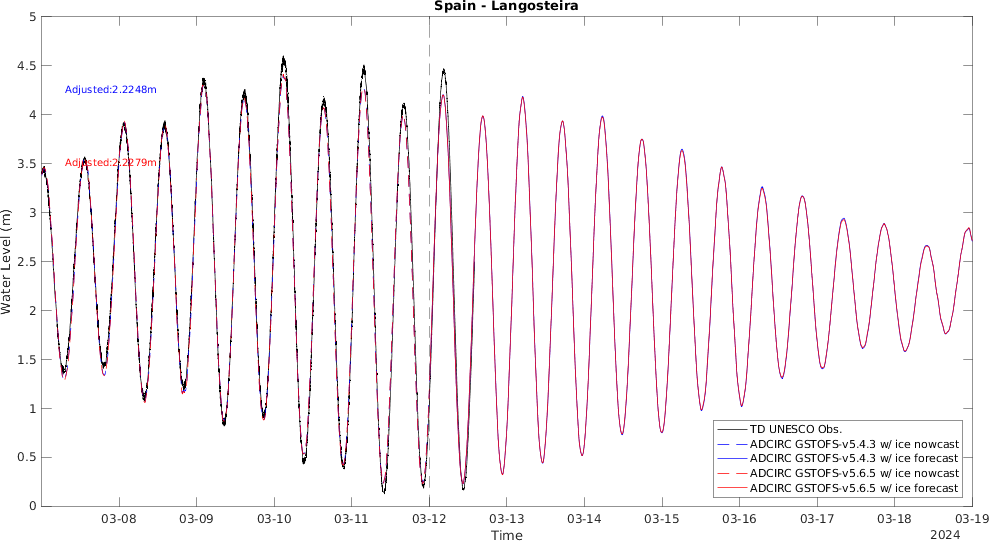 Spain - Langosteira
5
4.5
4
3.5
3
2.5
2
1.5
1
0.5
0
Water Level (m)
Adjusted:2.2248m
Adjusted:2.2279m
TD UNESCO Obs.
ADCIRC GSTOFS-v5.4.3 w/ ice nowcast
ADCIRC GSTOFS-v5.4.3 w/ ice forecast
ADCIRC GSTOFS-v5.6.5 w/ ice nowcast
ADCIRC GSTOFS-v5.6.5 w/ ice forecast
03-08 03-09 03-10 03-11 03-12 03-13 03-14 03-15 03-16 03-17 03-18 03-19
Time
2024